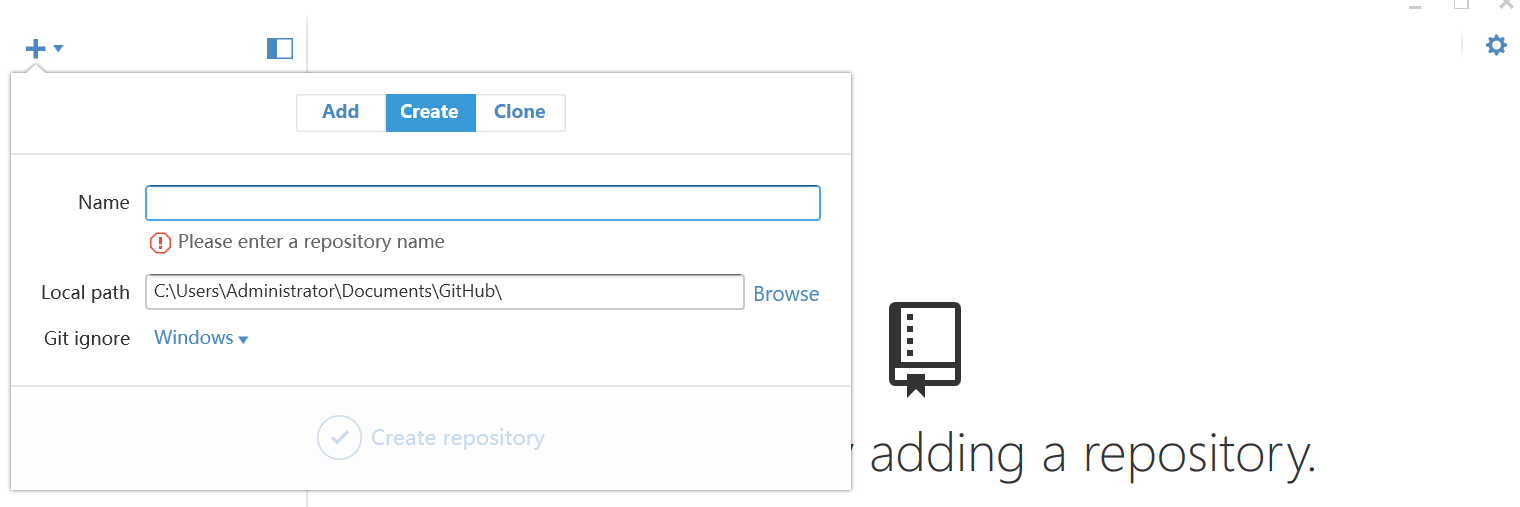 Add Create Clone
Name
Please enter a repository name
Local path C:\Users\Administrator\Documents\GitHub\ Browse
Git ignore Windows
Create repository
adding a repository.